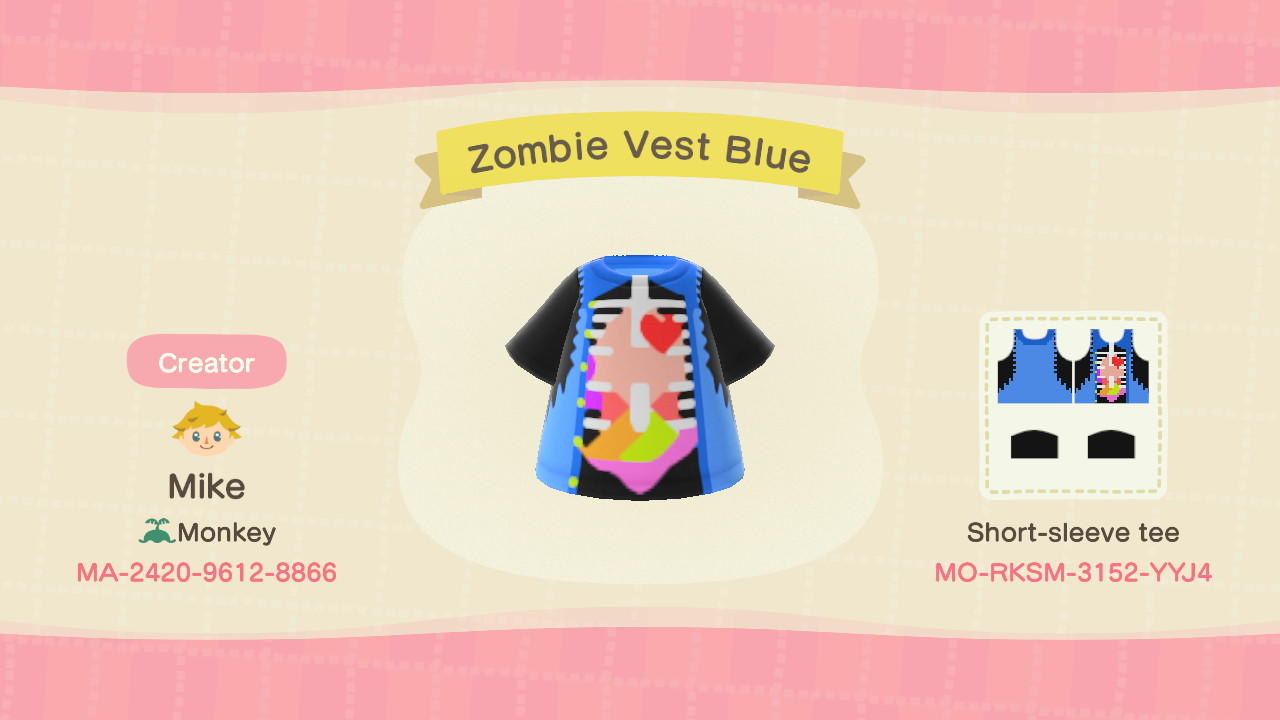 Zombie Vest Blue
Creator
Mike
Monkey
MA-2420-9612-8866
Short-sleeve tee
MO-RKSM-3152-YYJ4